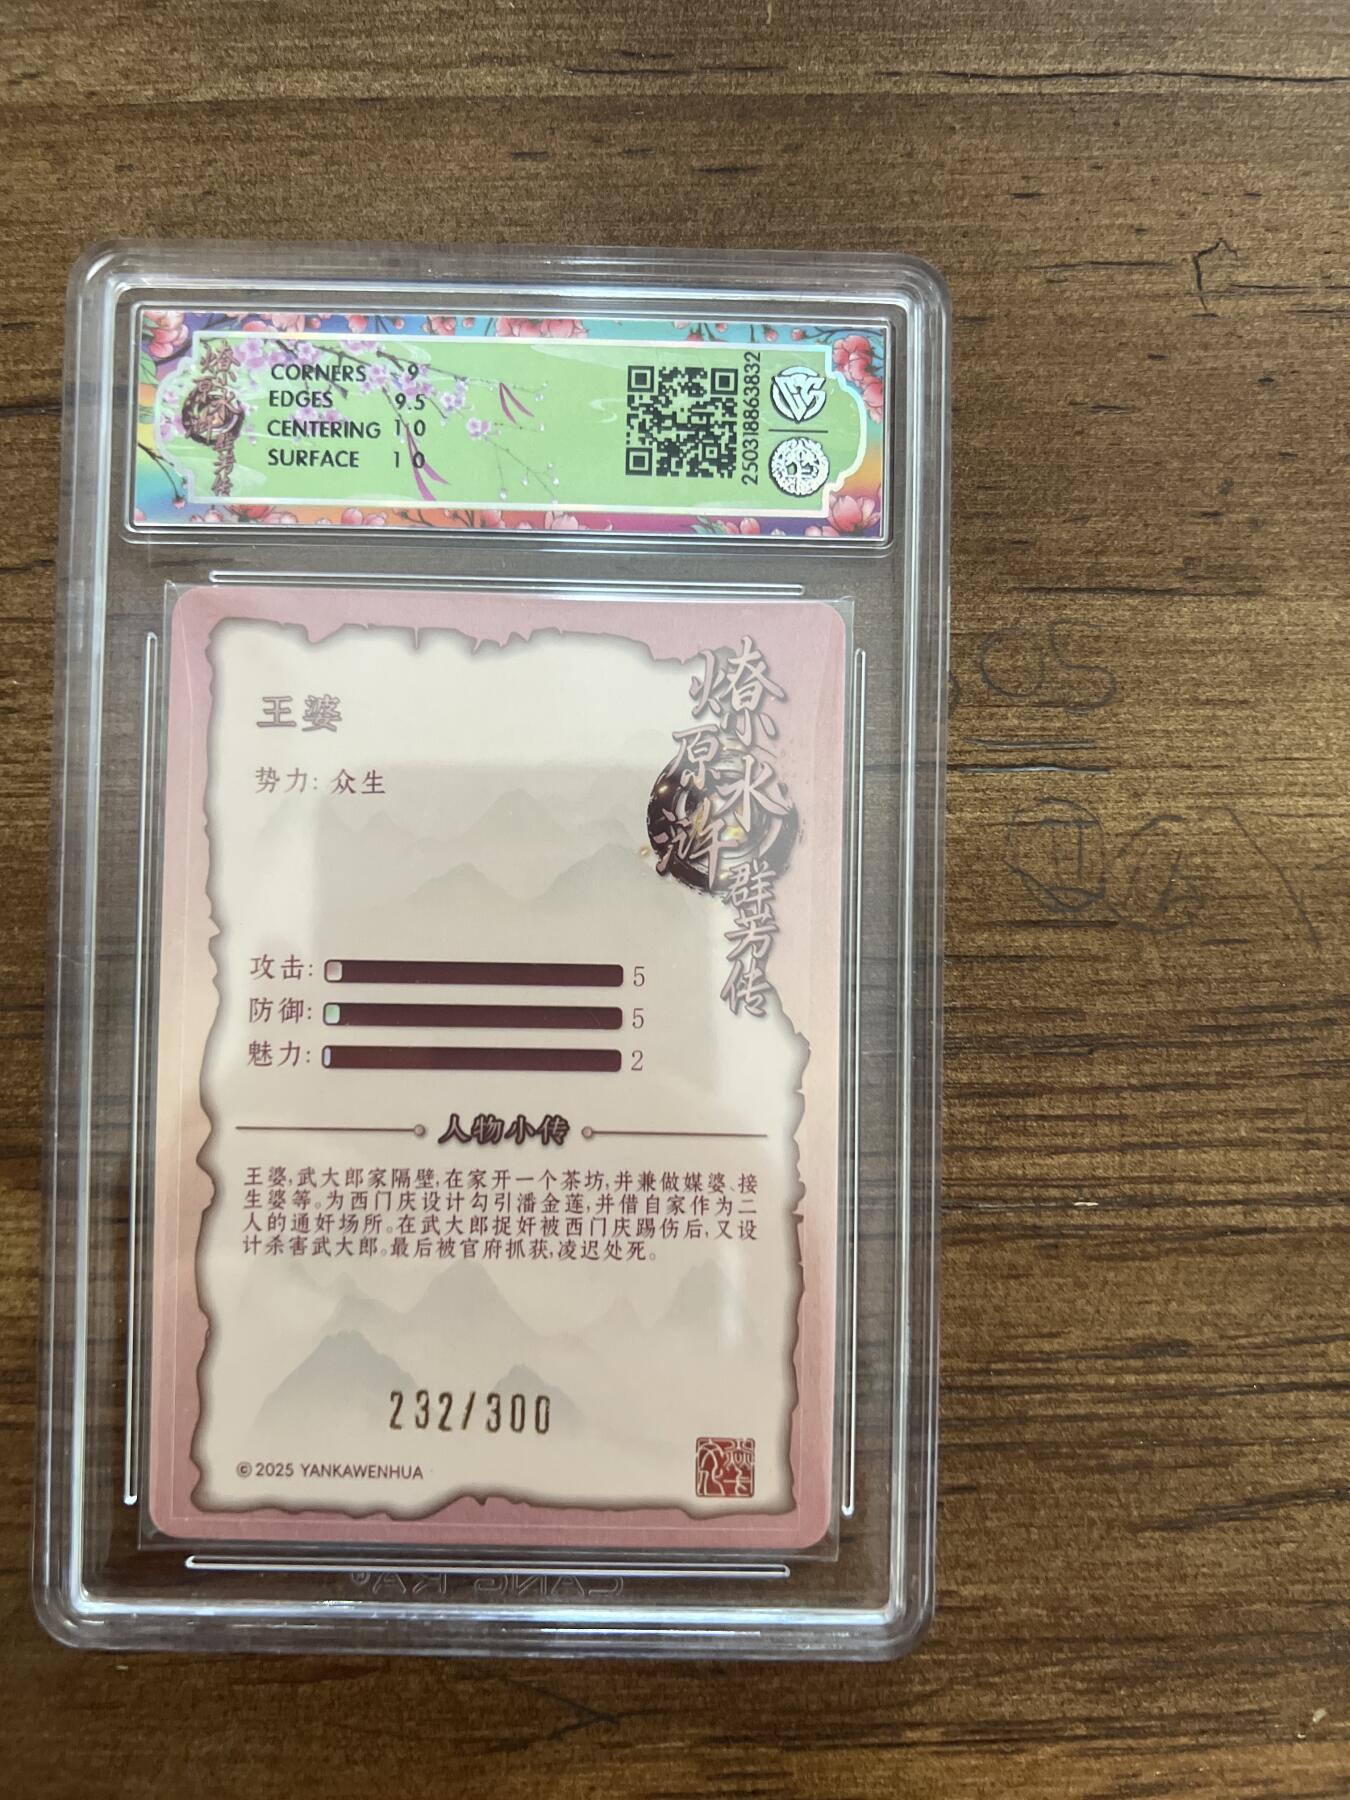 燎原水浒群芳传
CORNERS 9
EDGES 9.5
CENTERING 10
SURFACE 10
250318863832
燎原水浒群芳传
王婆
势力: 众生
攻击: 5
防御: 5
魅力: 2
人物小传
王婆,武大郎家隔壁,在家开一个茶坊,并兼做媒婆、接
生婆等。为西门庆设计勾引潘金莲,并借自家作为二
人的通奸场所。在武大郎捉奸被西门庆踢伤后,又设
计杀害武大郎。最后被官府抓获,凌迟处死。
232/300
©2025 YANKAWENHUA
CANG KA®